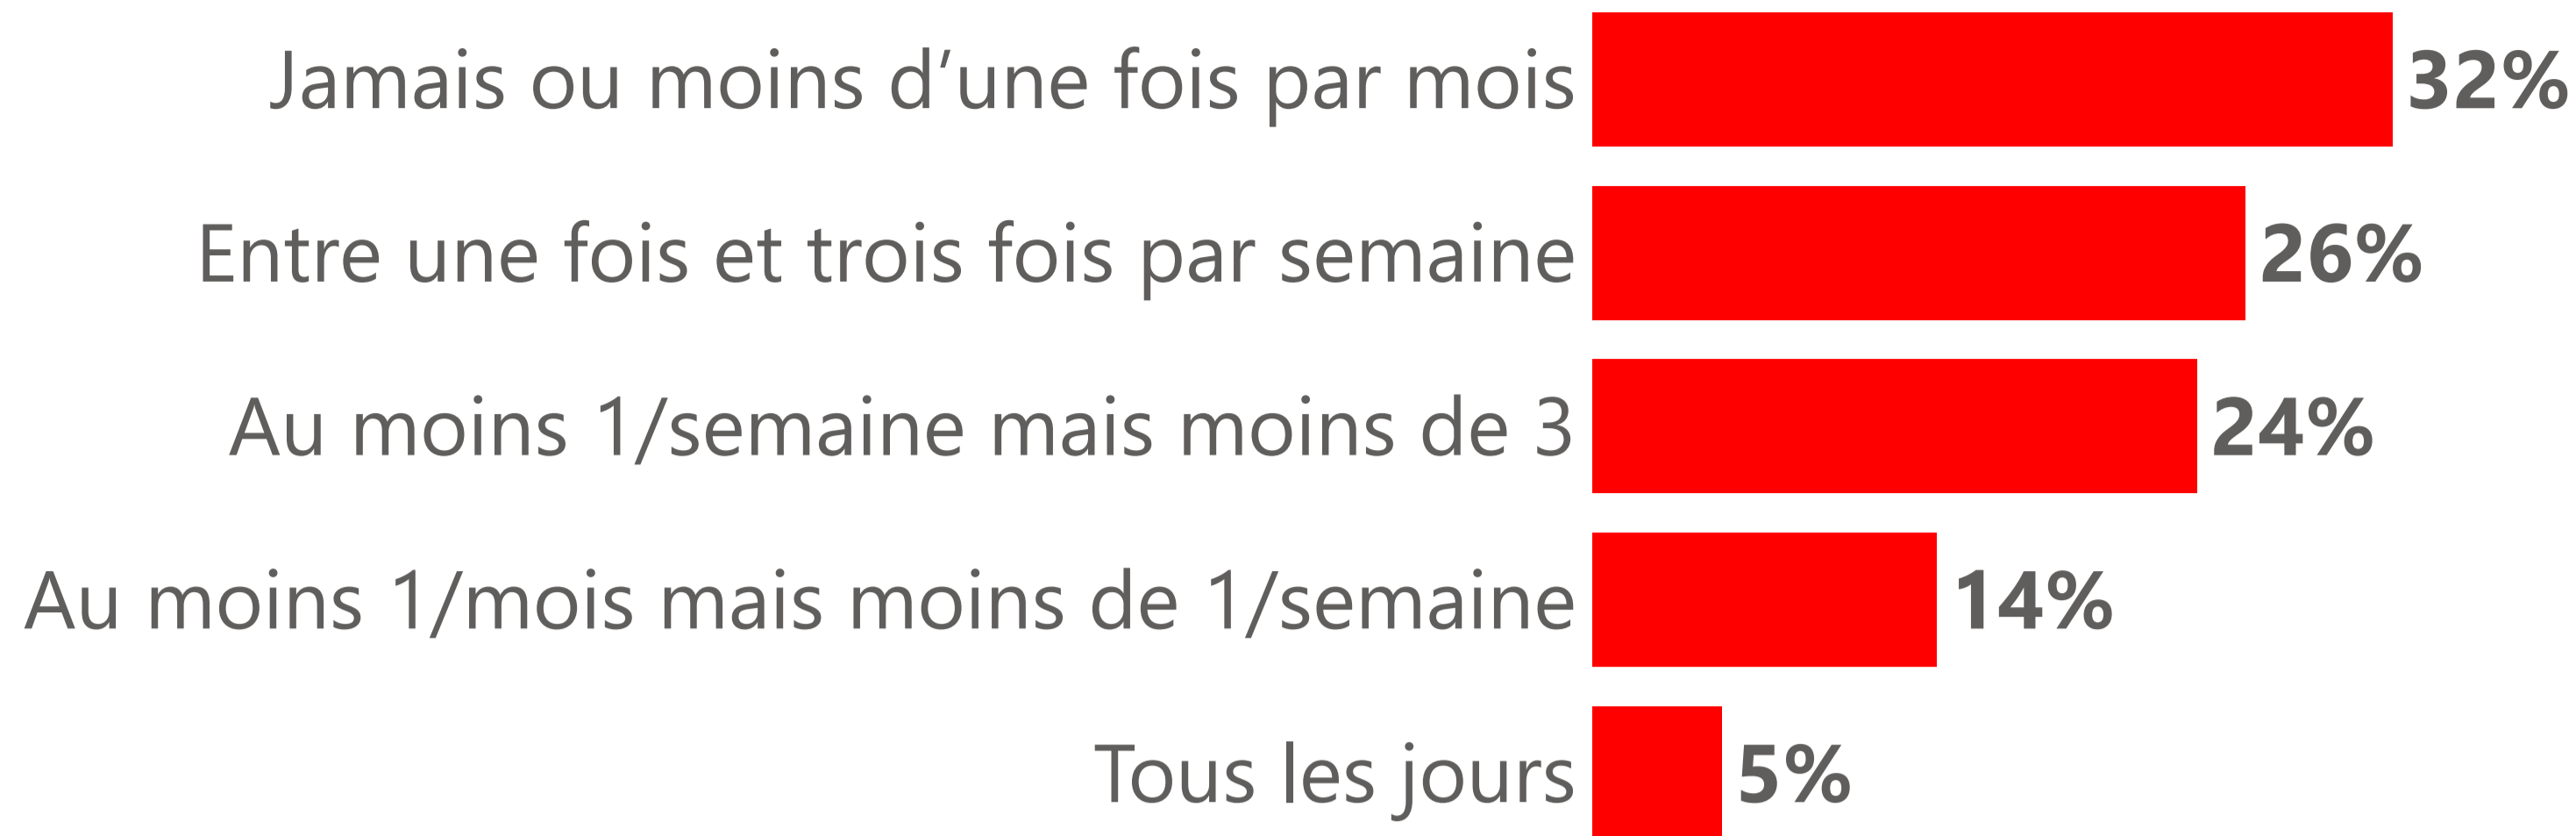 Jamais ou moins d’une fois par mois 32%
Entre une fois et trois fois par semaine 26%
Au moins 1/semaine mais moins de 3 24%
Au moins 1/mois mais moins de 1/semaine 14%
Tous les jours 5%